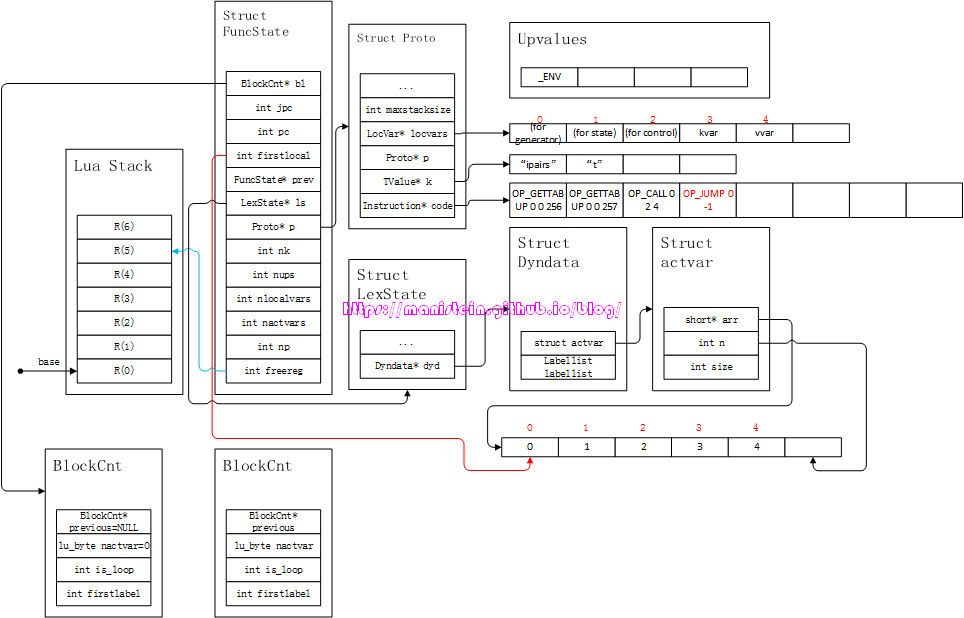 Struct
FuncState
BlockCnt* bl
int jpc
int pc
int firstlocal
FuncState* prev
LexState* ls
Proto* p
int nk
int nups
int nlocalvars
int nactvars
int np
int freereg
Struct Proto
...
int maxstacksize
LocVar* locvars
Proto* p
TValue* k
Instruction* code
Upvalues
_ENV
0 1 2 3 4
(for
generator)
(for state)
(for control)
kvar
vvar
“ipairs”
“t”
OP_GETTAB
UP 0 0 256
OP_GETTAB
UP 0 0 257
OP_CALL 0
2 4
OP_JUMP 0
-1
Lua Stack
R(6)
R(5)
R(4)
R(3)
R(2)
R(1)
R(0)
base
Struct
LexState
...
Dyndata* dyd
https://manistein.github.io/blog/
Struct
Dyndata
struct actvar
Labellist
labellist
Struct
actvar
short* arr
int n
int size
0 1 2 3 4
0 1 2 3 4
BlockCnt
BlockCnt*
previous=NULL
lu_byte nactvar=0
int is_loop
int firstlabel
BlockCnt
BlockCnt*
previous
lu_byte nactvar
int is_loop
int firstlabel